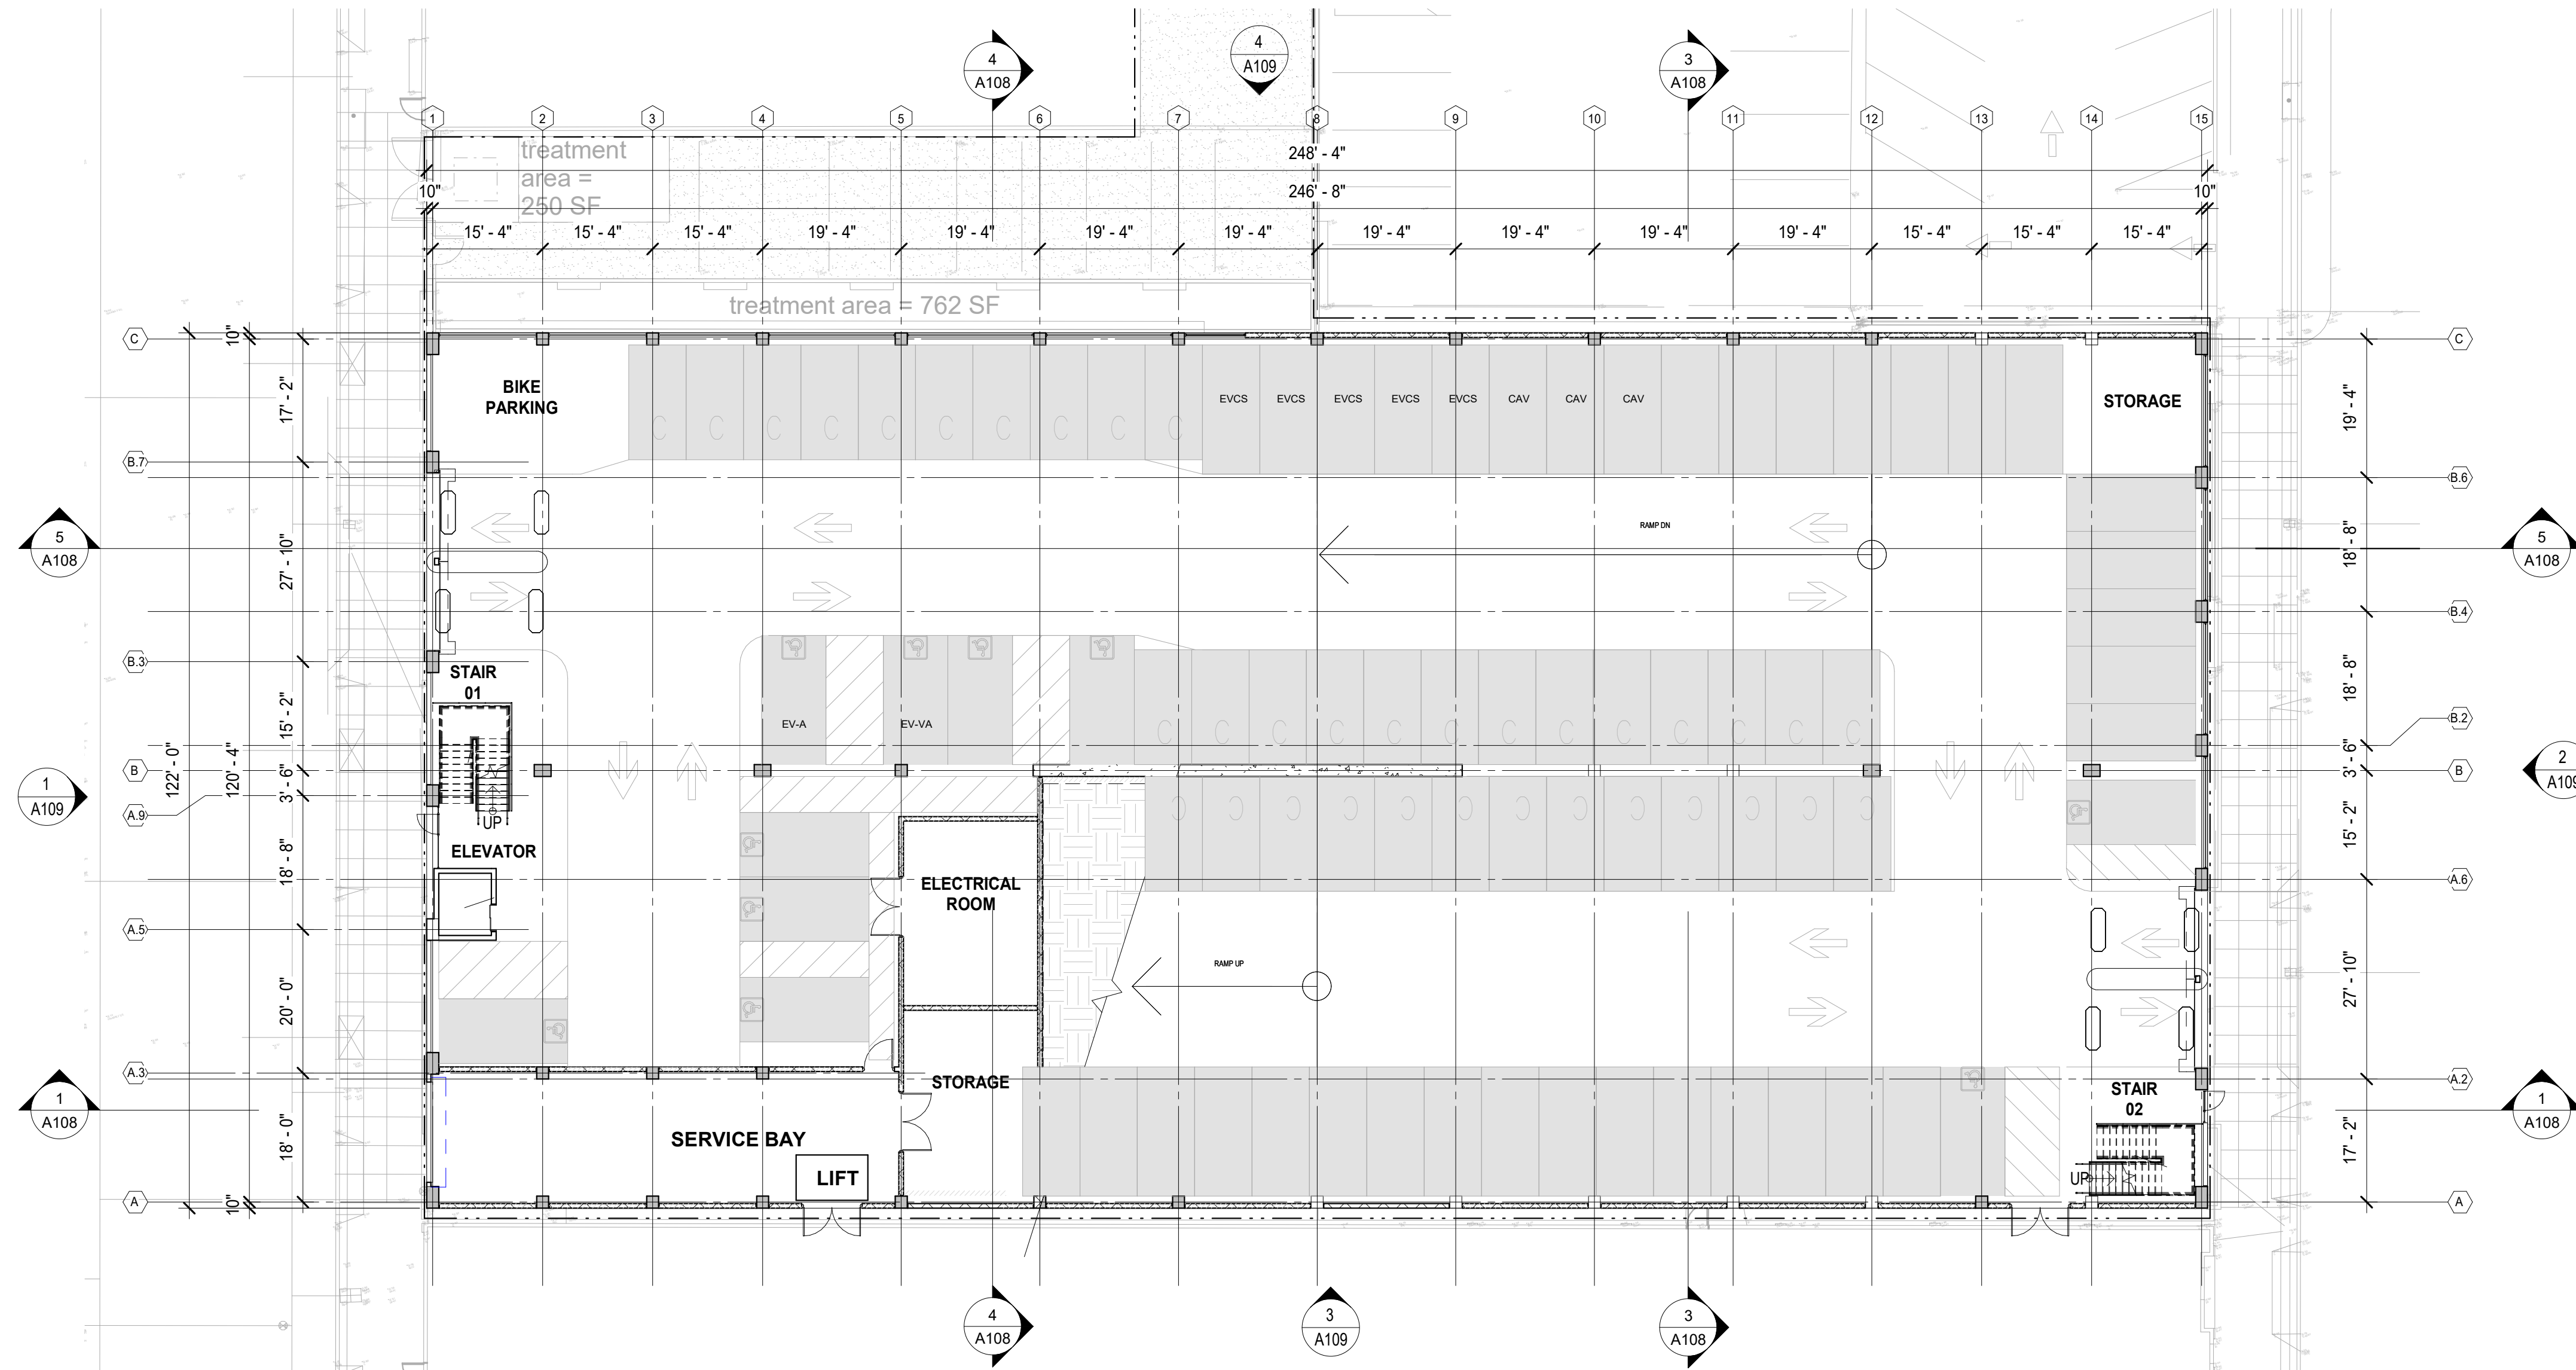 4
A108
4
A109
3
A108
1
2
3
4
5
6
7
8
9
10
11
12
13
14
15
treatment
area =
250 SF
248' - 4"
10"
246' - 8"
10"
15' - 4"
15' - 4"
15' - 4"
19' - 4"
19' - 4"
19' - 4"
19' - 4"
19' - 4"
19' - 4"
19' - 4"
19' - 4"
15' - 4"
15' - 4"
15' - 4"
treatment area = 762 SF
C
10"
C
17' - 2"
BIKE
PARKING
C
C
C
C
C
C
C
C
C
C
EVCS
EVCS
EVCS
EVCS
EVCS
CAV
CAV
CAV
STORAGE
19' - 4"
B.7
B.6
5
A108
27' - 10"
RAMP DN
18' - 8"
5
A108
B.4
B.3
STAIR
01
EV-A
EV-VA
C
C
C
C
C
C
C
C
C
C
C
C
C
18' - 8"
B.2
15' - 2"
122' - 0"
120' - 4"
3' - 6"
3' - 6"
B
B
1
A109
2
A109
A.9
UP
C
C
C
C
C
C
C
C
C
C
C
C
C
15' - 2"
ELEVATOR
18' - 8"
ELECTRICAL
ROOM
A.6
A.5
RAMP UP
20' - 0"
27' - 10"
A.3
STORAGE
A.2
1
A108
STAIR
02
1
A108
SERVICE BAY
18' - 0"
17' - 2"
LIFT
UP
A
10"
A
4
A108
3
A109
3
A108